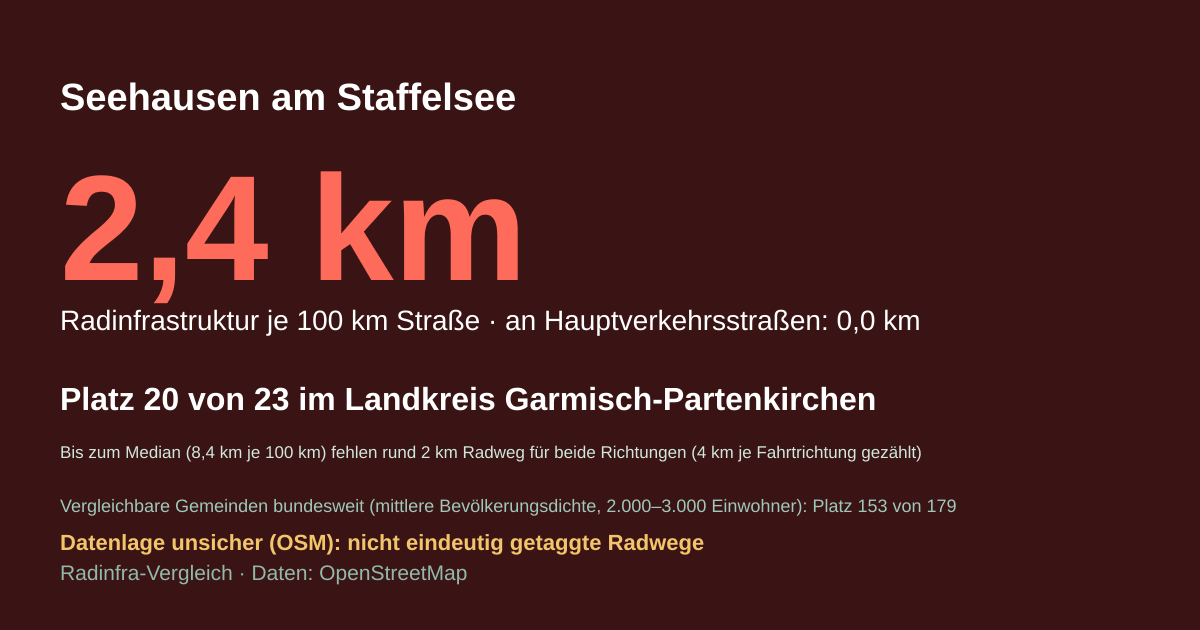 Seehausen am Staffelsee
2,4 km
Radinfrastruktur je 100 km Straße · an Hauptverkehrsstraßen: 0,0 km
Platz 20 von 23 im Landkreis Garmisch-Partenkirchen
Bis zum Median (8,4 km je 100 km) fehlen rund 2 km Radweg für beide Richtungen (4 km je Fahrtrichtung gezählt)
Vergleichbare Gemeinden bundesweit (mittlere Bevölkerungsdichte, 2.000–3.000 Einwohner): Platz 153 von 179
Datenlage unsicher (OSM): nicht eindeutig getaggte Radwege
Radinfra-Vergleich · Daten: OpenStreetMap